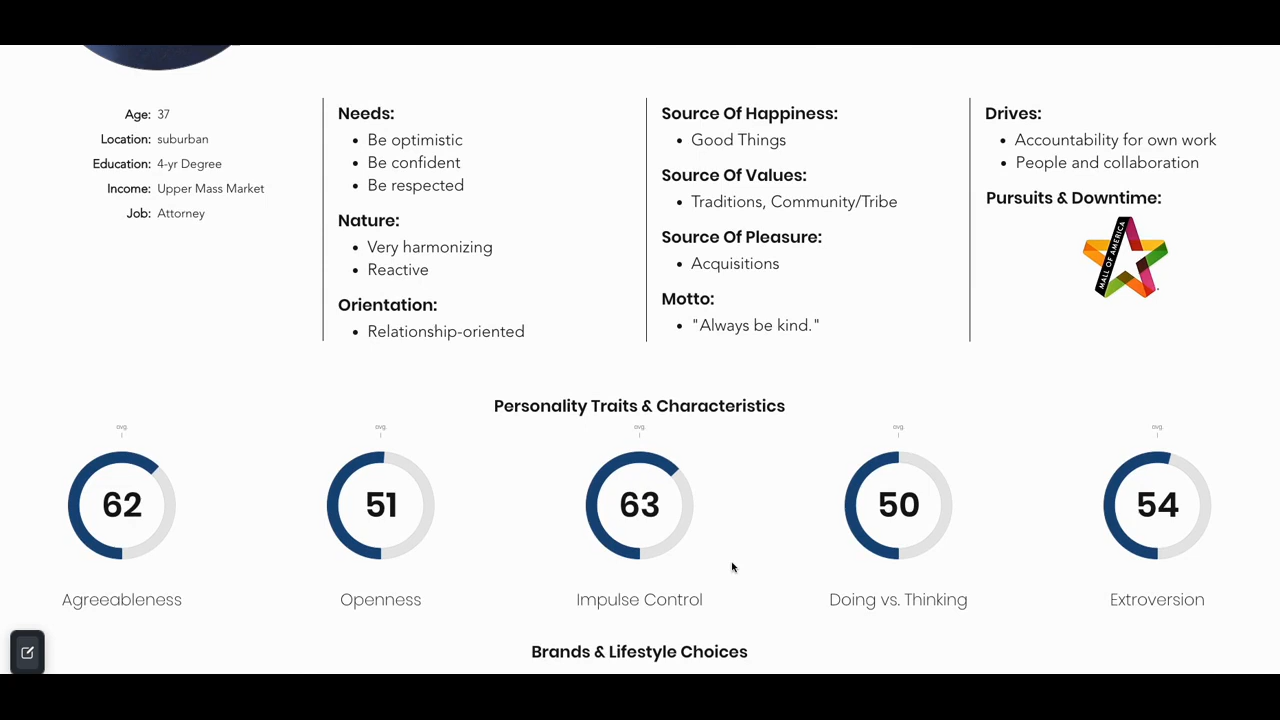 Age: 37
Location: suburban
Education: 4-yr Degree
Income: Upper Mass Market
Job: Attorney
Needs:
• Be optimistic
• Be confident
• Be respected
Nature:
• Very harmonizing
• Reactive
Orientation:
• Relationship-oriented
Source Of Happiness:
• Good Things
Source Of Values:
• Traditions, Community/Tribe
Source Of Pleasure:
• Acquisitions
Motto:
• "Always be kind."
Drives:
• Accountability for own work
• People and collaboration
Pursuits & Downtime:
MALL OF AMERICA
Personality Traits & Characteristics
avg. avg. avg. avg. avg.
62 51 63 50 54
Agreeableness Openness Impulse Control Doing vs. Thinking Extroversion
Brands & Lifestyle Choices